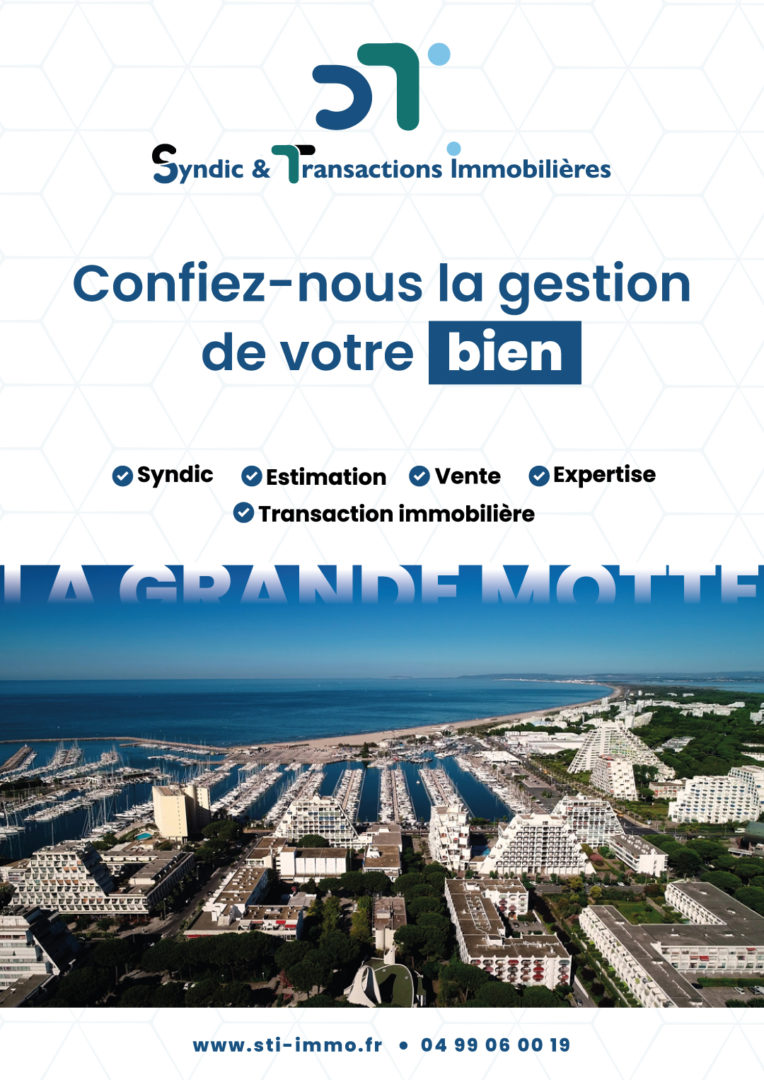 Syndic & Transactions Immobilières
Confiez-nous la gestion
de votre bien
Syndic Estimation Vente Expertise
Transaction immobilière
LA GRANDE MOTTE
www.sti-immo.fr • 04 99 06 00 19